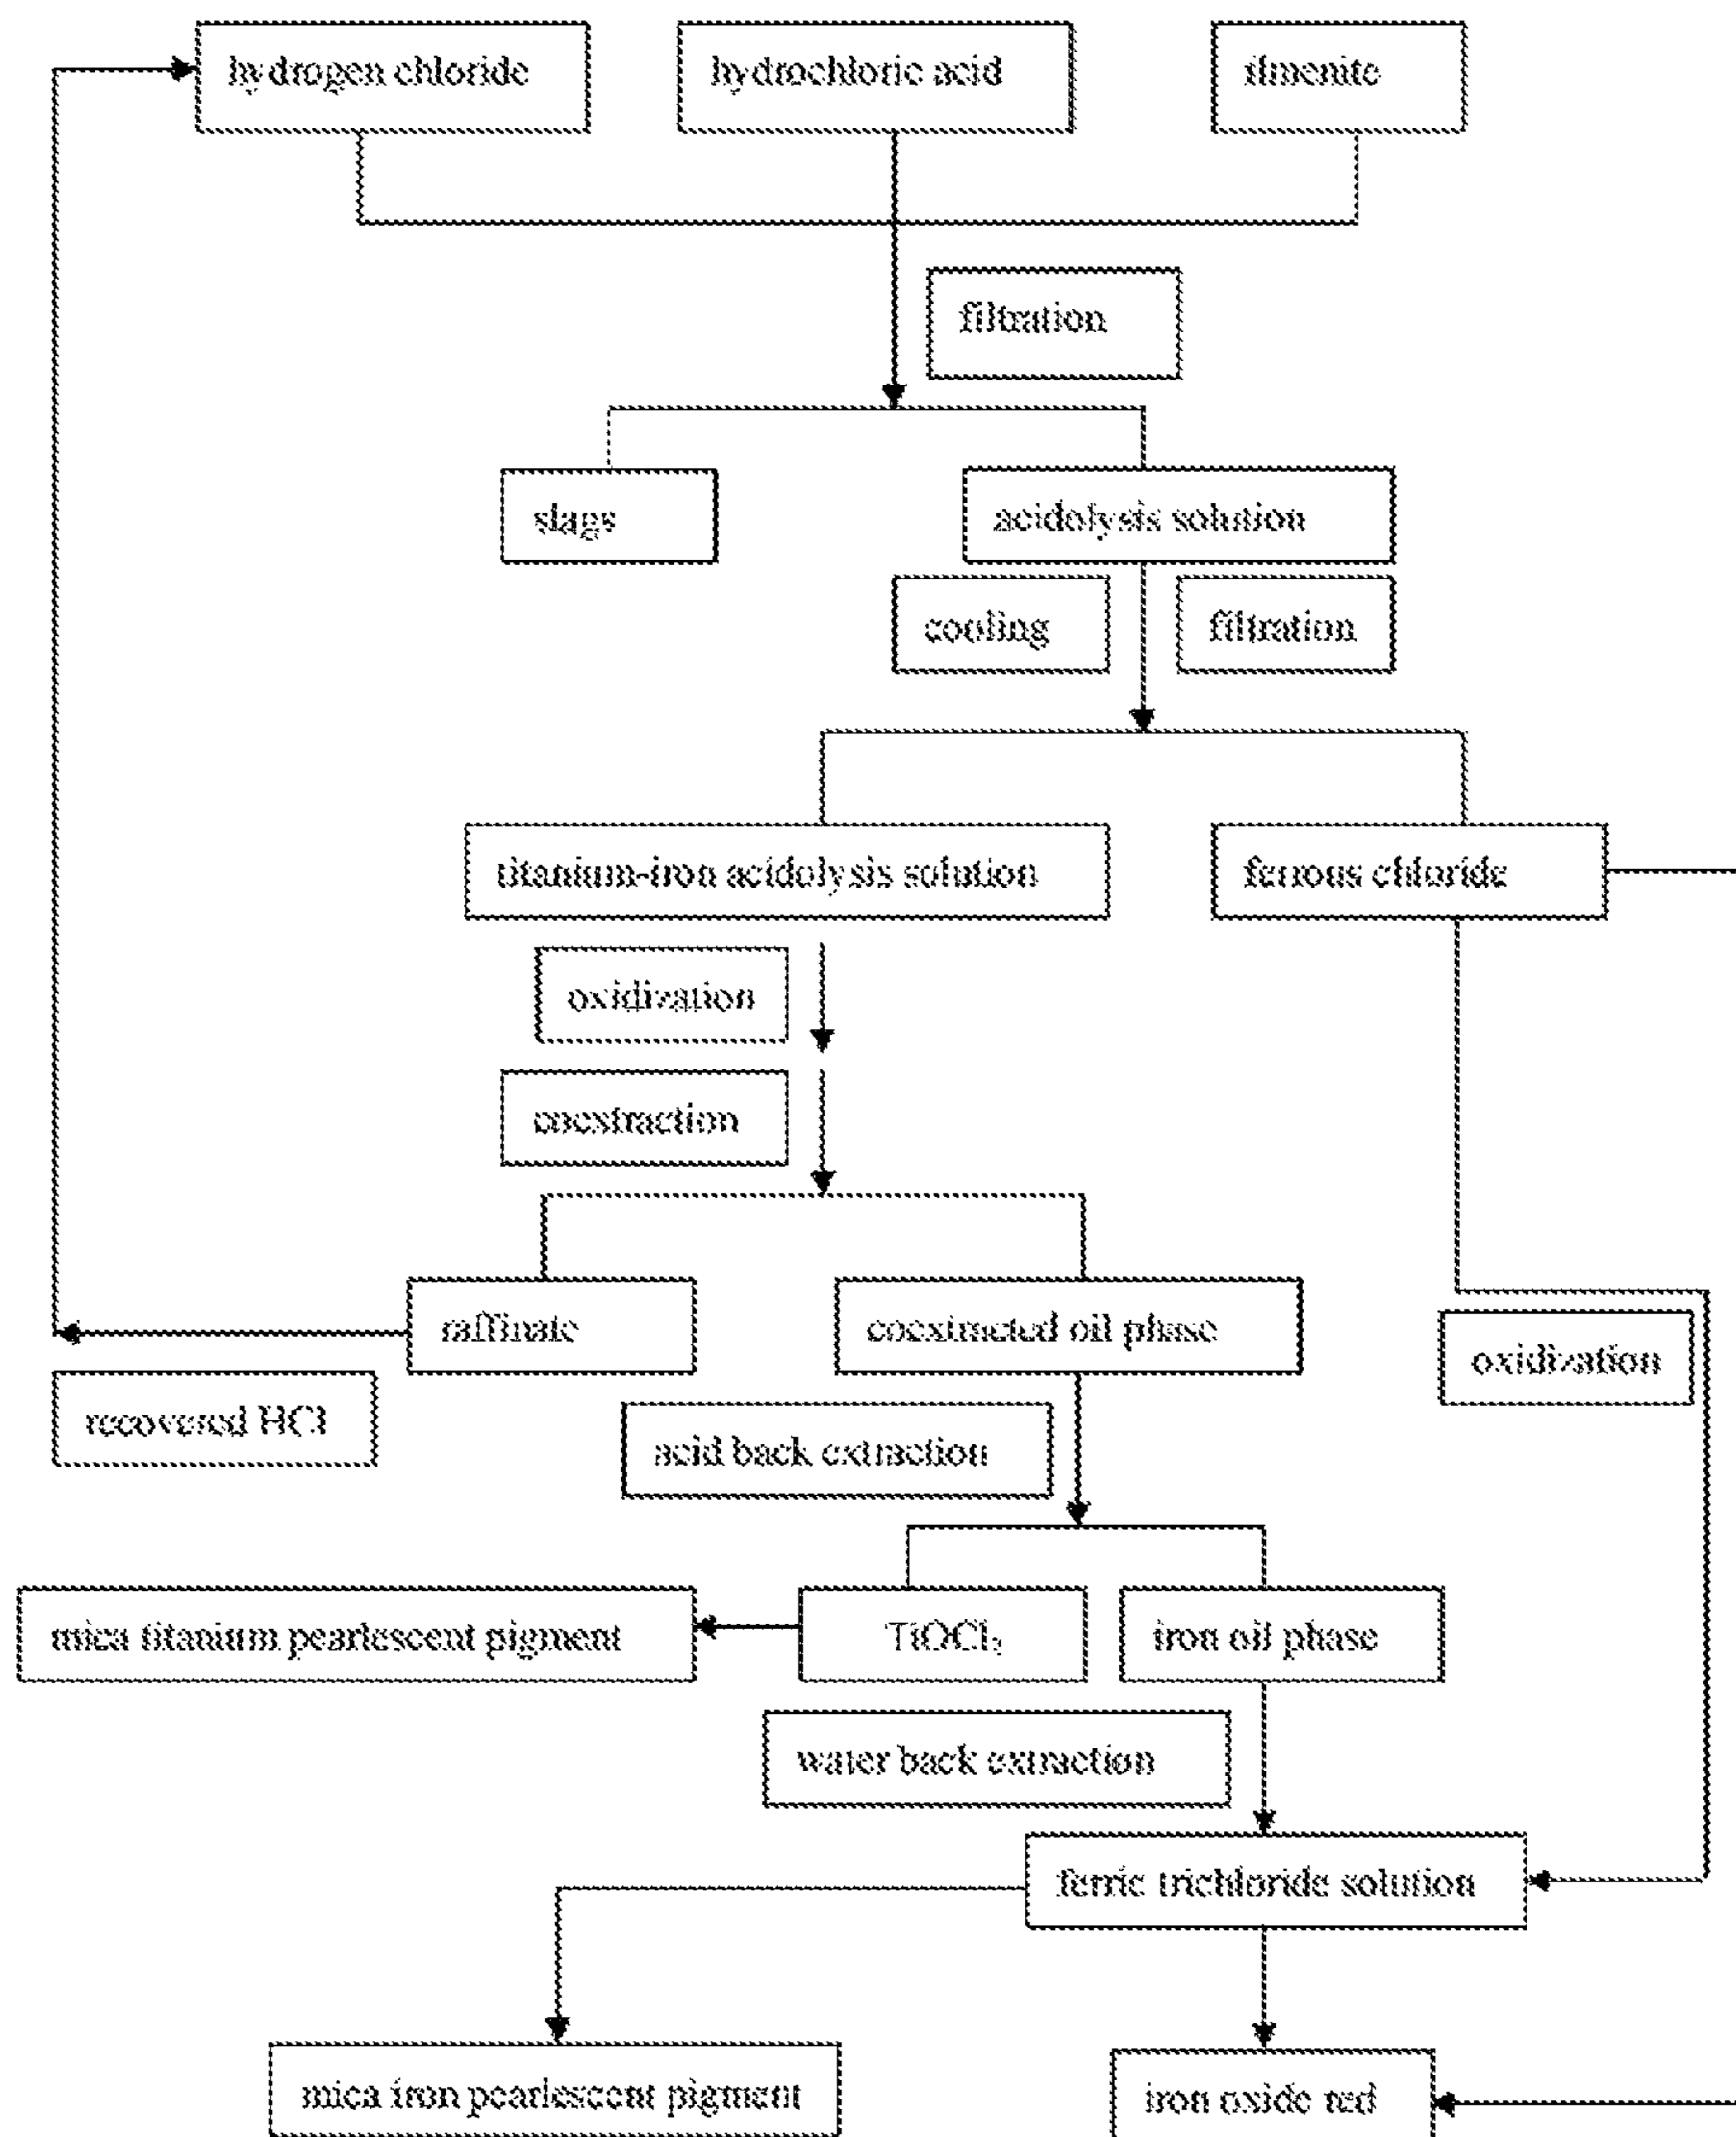 hydrogen chloride
hydrochloric acid
ilmenite
filtration
slags
acidolysis solution
cooling
filtration
titanium-iron acidolysis solution
ferrous chloride
oxidization
coextraction
raffinate
coextracted oil phase
oxidization
recovered HCl
acid back extraction
mica titanium pearlescent pigment
TiOCl₂
iron oil phase
water back extraction
ferric trichloride solution
mica iron pearlescent pigment
iron oxide red